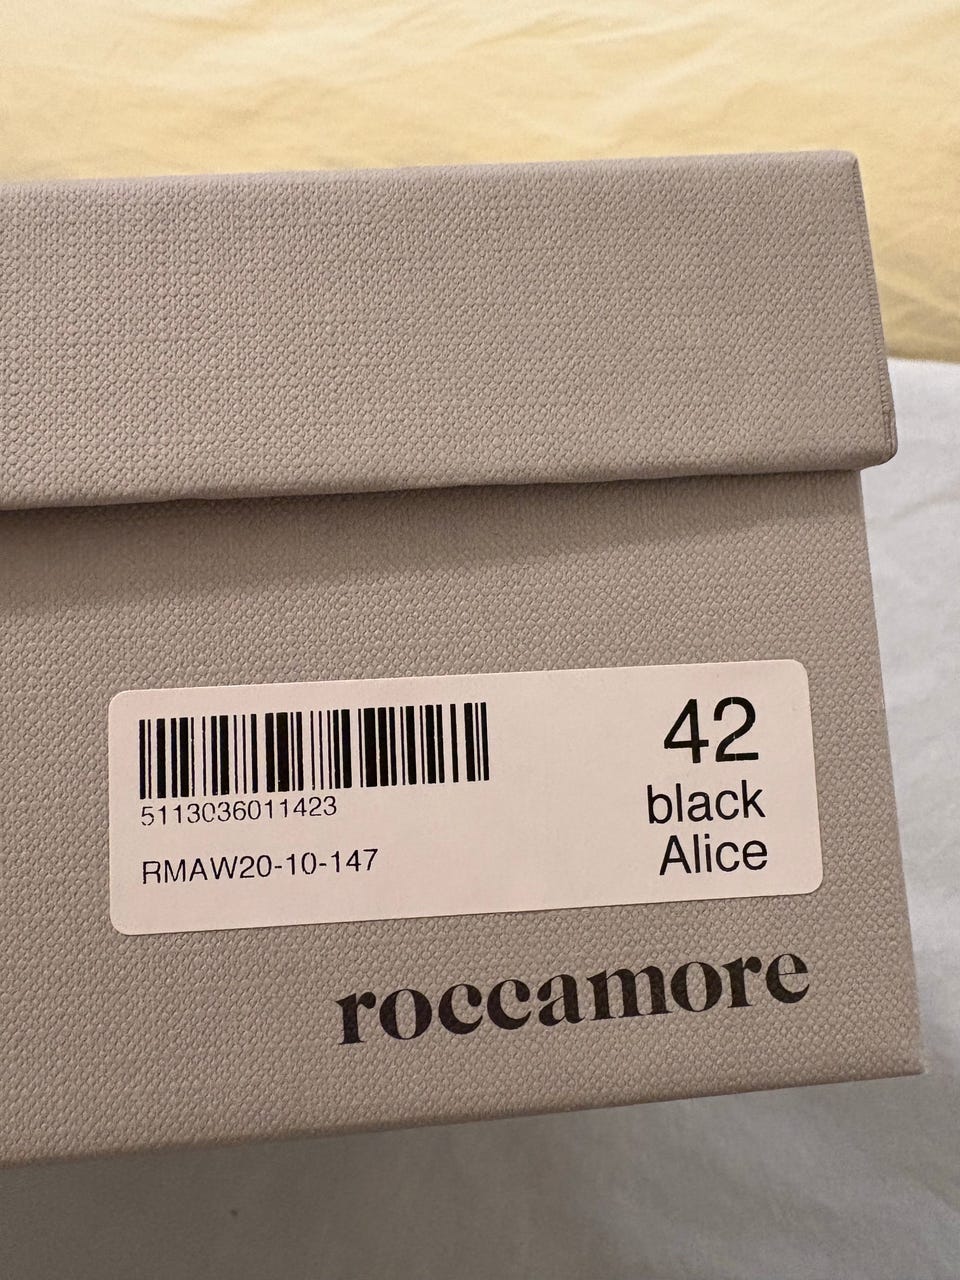 42
black
Alice
5113036011423
RMAW20-10-147
roccamore